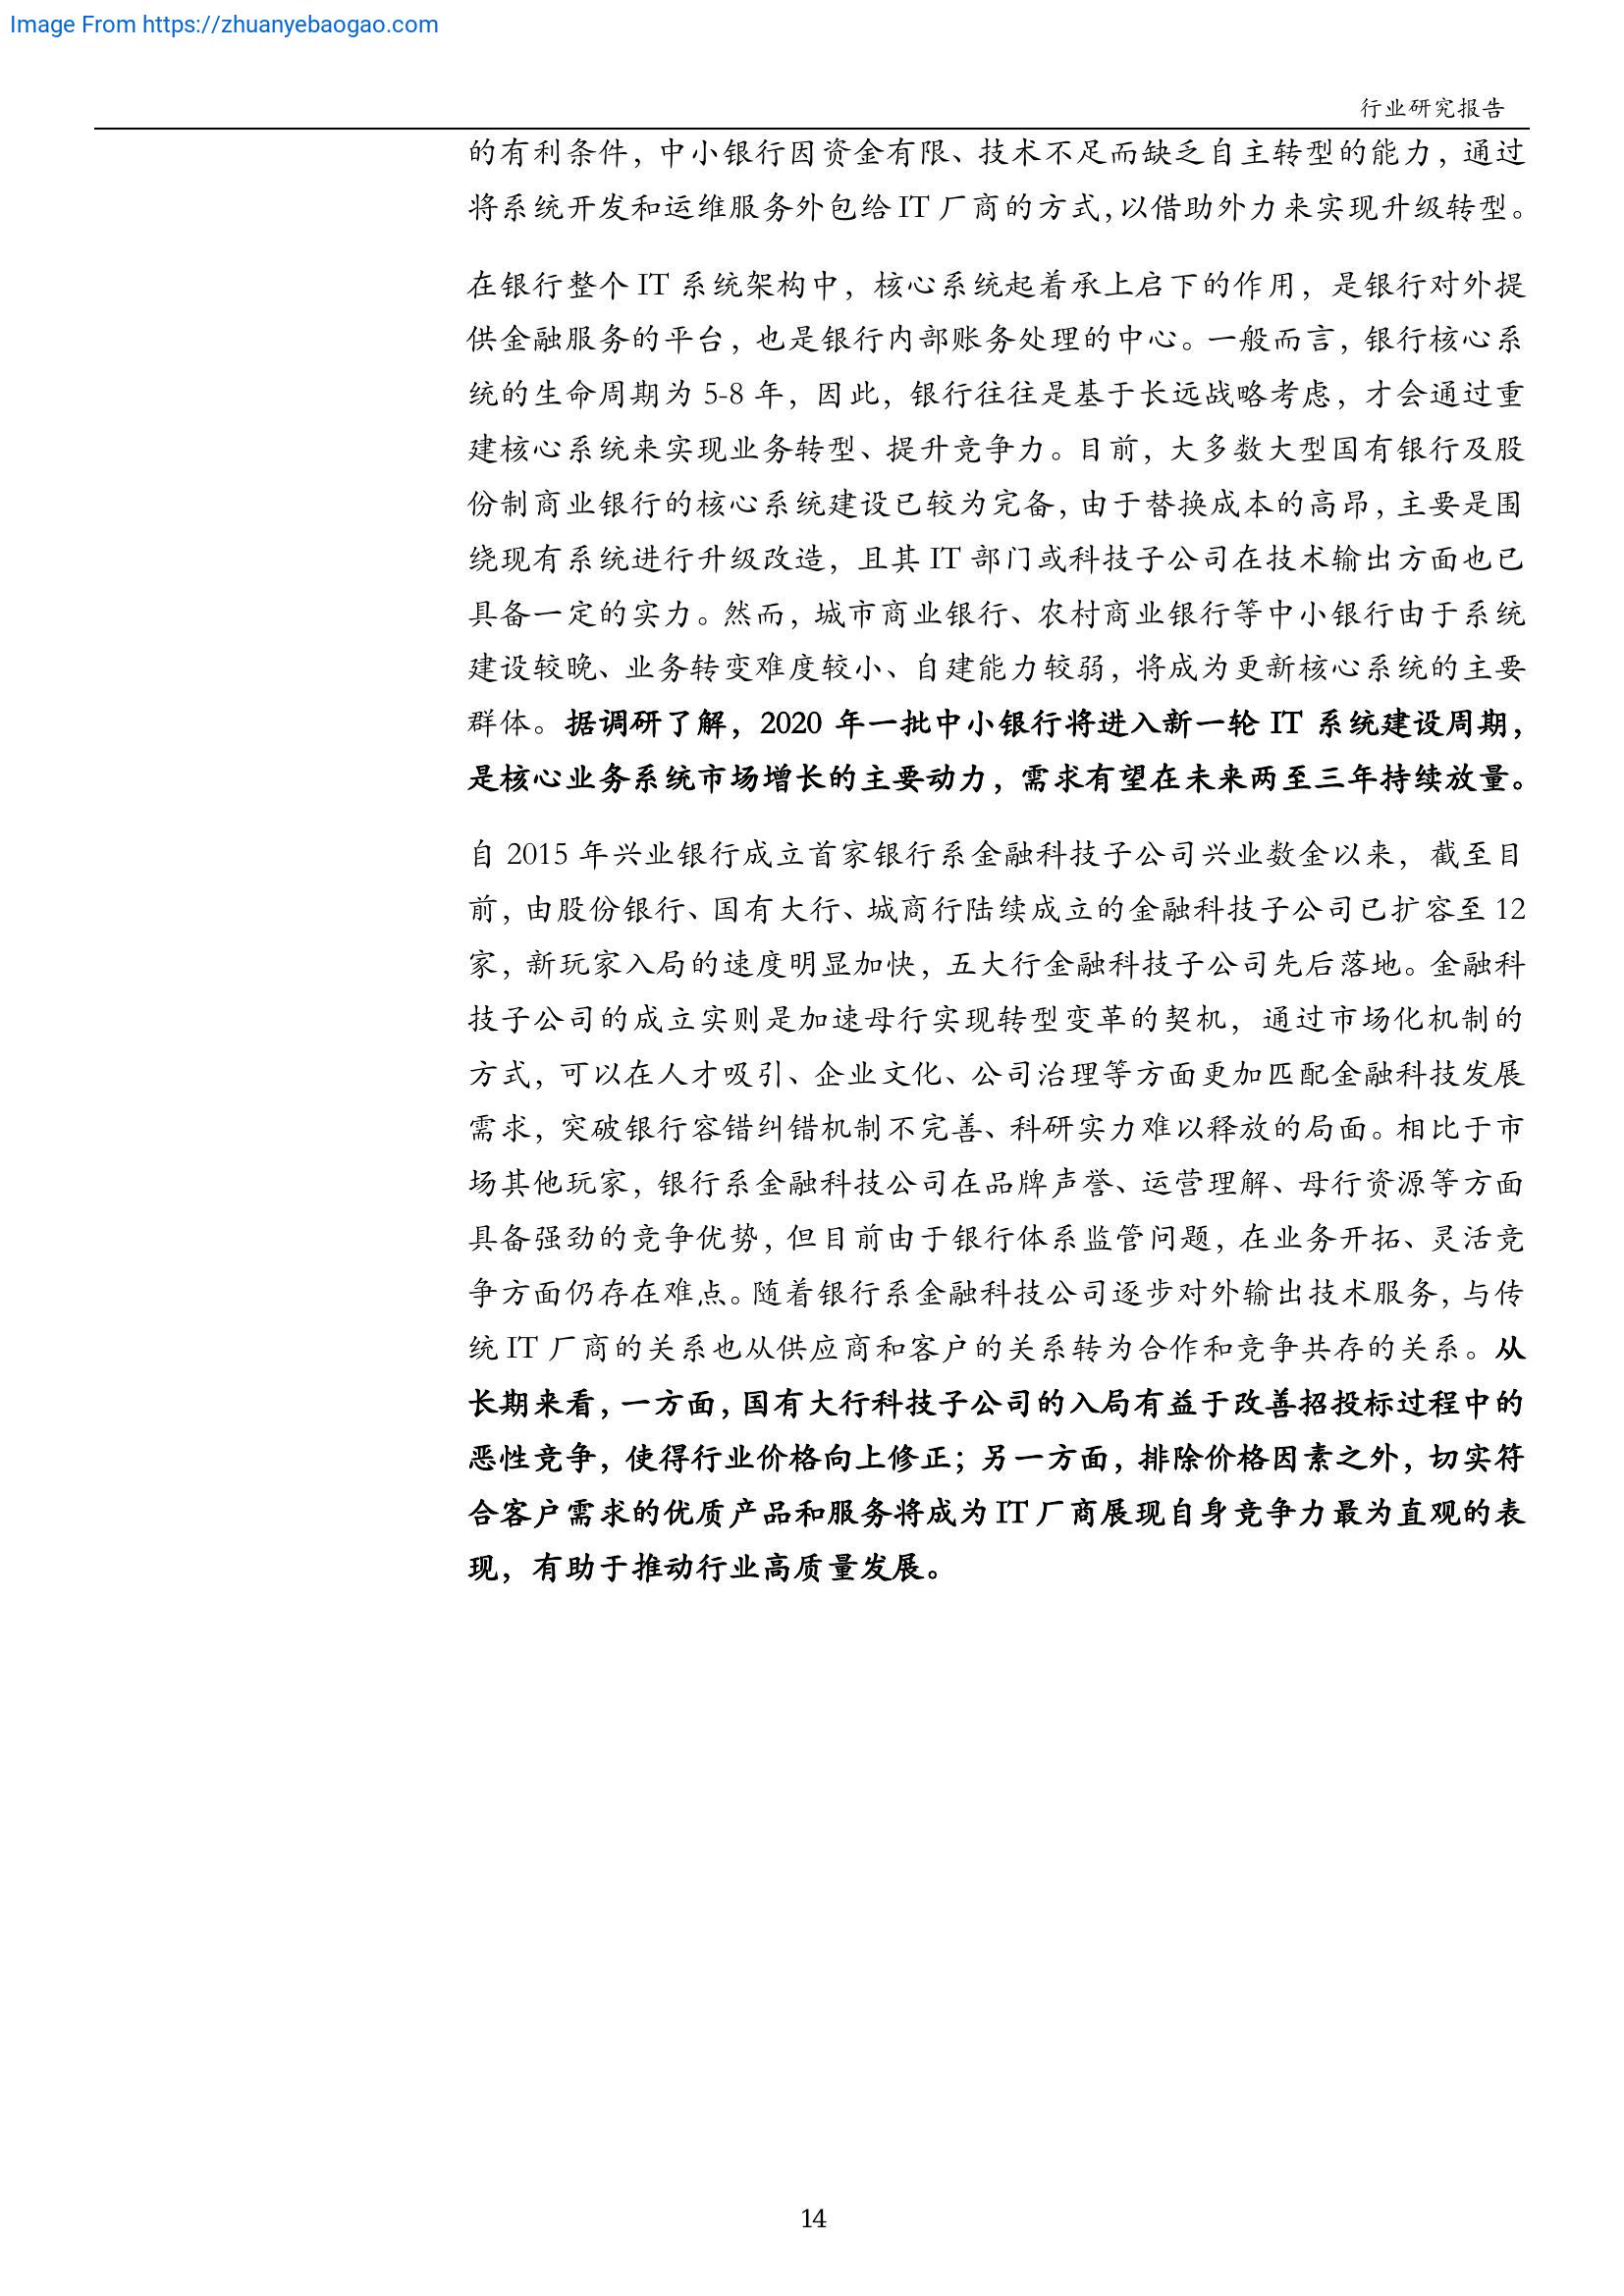 Image From https://zhuanyebaogao.com
行业研究报告
的有利条件，中小银行因资金有限、技术不足而缺乏自主转型的能力，通过
将系统开发和运维服务外包给 IT 厂商的方式，以借助外力来实现升级转型。
在银行整个 IT 系统架构中，核心系统起着承上启下的作用，是银行对外提
供金融服务的平台，也是银行内部账务处理的中心。一般而言，银行核心系
统的生命周期为 5-8 年，因此，银行往往是基于长远战略考虑，才会通过重
建核心系统来实现业务转型、提升竞争力。目前，大多数大型国有银行及股
份制商业银行的核心系统建设已较为完备，由于替换成本的高昂，主要是围
绕现有系统进行升级改造，且其 IT 部门或科技子公司在技术输出方面也已
具备一定的实力。然而，城市商业银行、农村商业银行等中小银行由于系统
建设较晚、业务转变难度较小、自建能力较弱，将成为更新核心系统的主要
群体。据调研了解，2020 年一批中小银行将进入新一轮 IT 系统建设周期，
是核心业务系统市场增长的主要动力，需求有望在未来两至三年持续放量。
自 2015 年兴业银行成立首家银行系金融科技子公司兴业数金以来，截至目
前，由股份银行、国有大行、城商行陆续成立的金融科技子公司已扩容至 12
家，新玩家入局的速度明显加快，五大行金融科技子公司先后落地。金融科
技子公司的成立实则是加速母行实现转型变革的契机，通过市场化机制的
方式，可以在人才吸引、企业文化、公司治理等方面更加匹配金融科技发展
需求，突破银行容错纠错机制不完善、科研实力难以释放的局面。相比于市
场其他玩家，银行系金融科技公司在品牌声誉、运营理解、母行资源等方面
具备强劲的竞争优势，但目前由于银行体系监管问题，在业务开拓、灵活竞
争方面仍存在难点。随着银行系金融科技公司逐步对外输出技术服务，与传
统 IT 厂商的关系也从供应商和客户的关系转为合作和竞争共存的关系。从
长期来看，一方面，国有大行科技子公司的入局有益于改善招投标过程中的
恶性竞争，使得行业价格向上修正；另一方面，排除价格因素之外，切实符
合客户需求的优质产品和服务将成为 IT 厂商展现自身竞争力最为直观的表
现，有助于推动行业高质量发展。
14